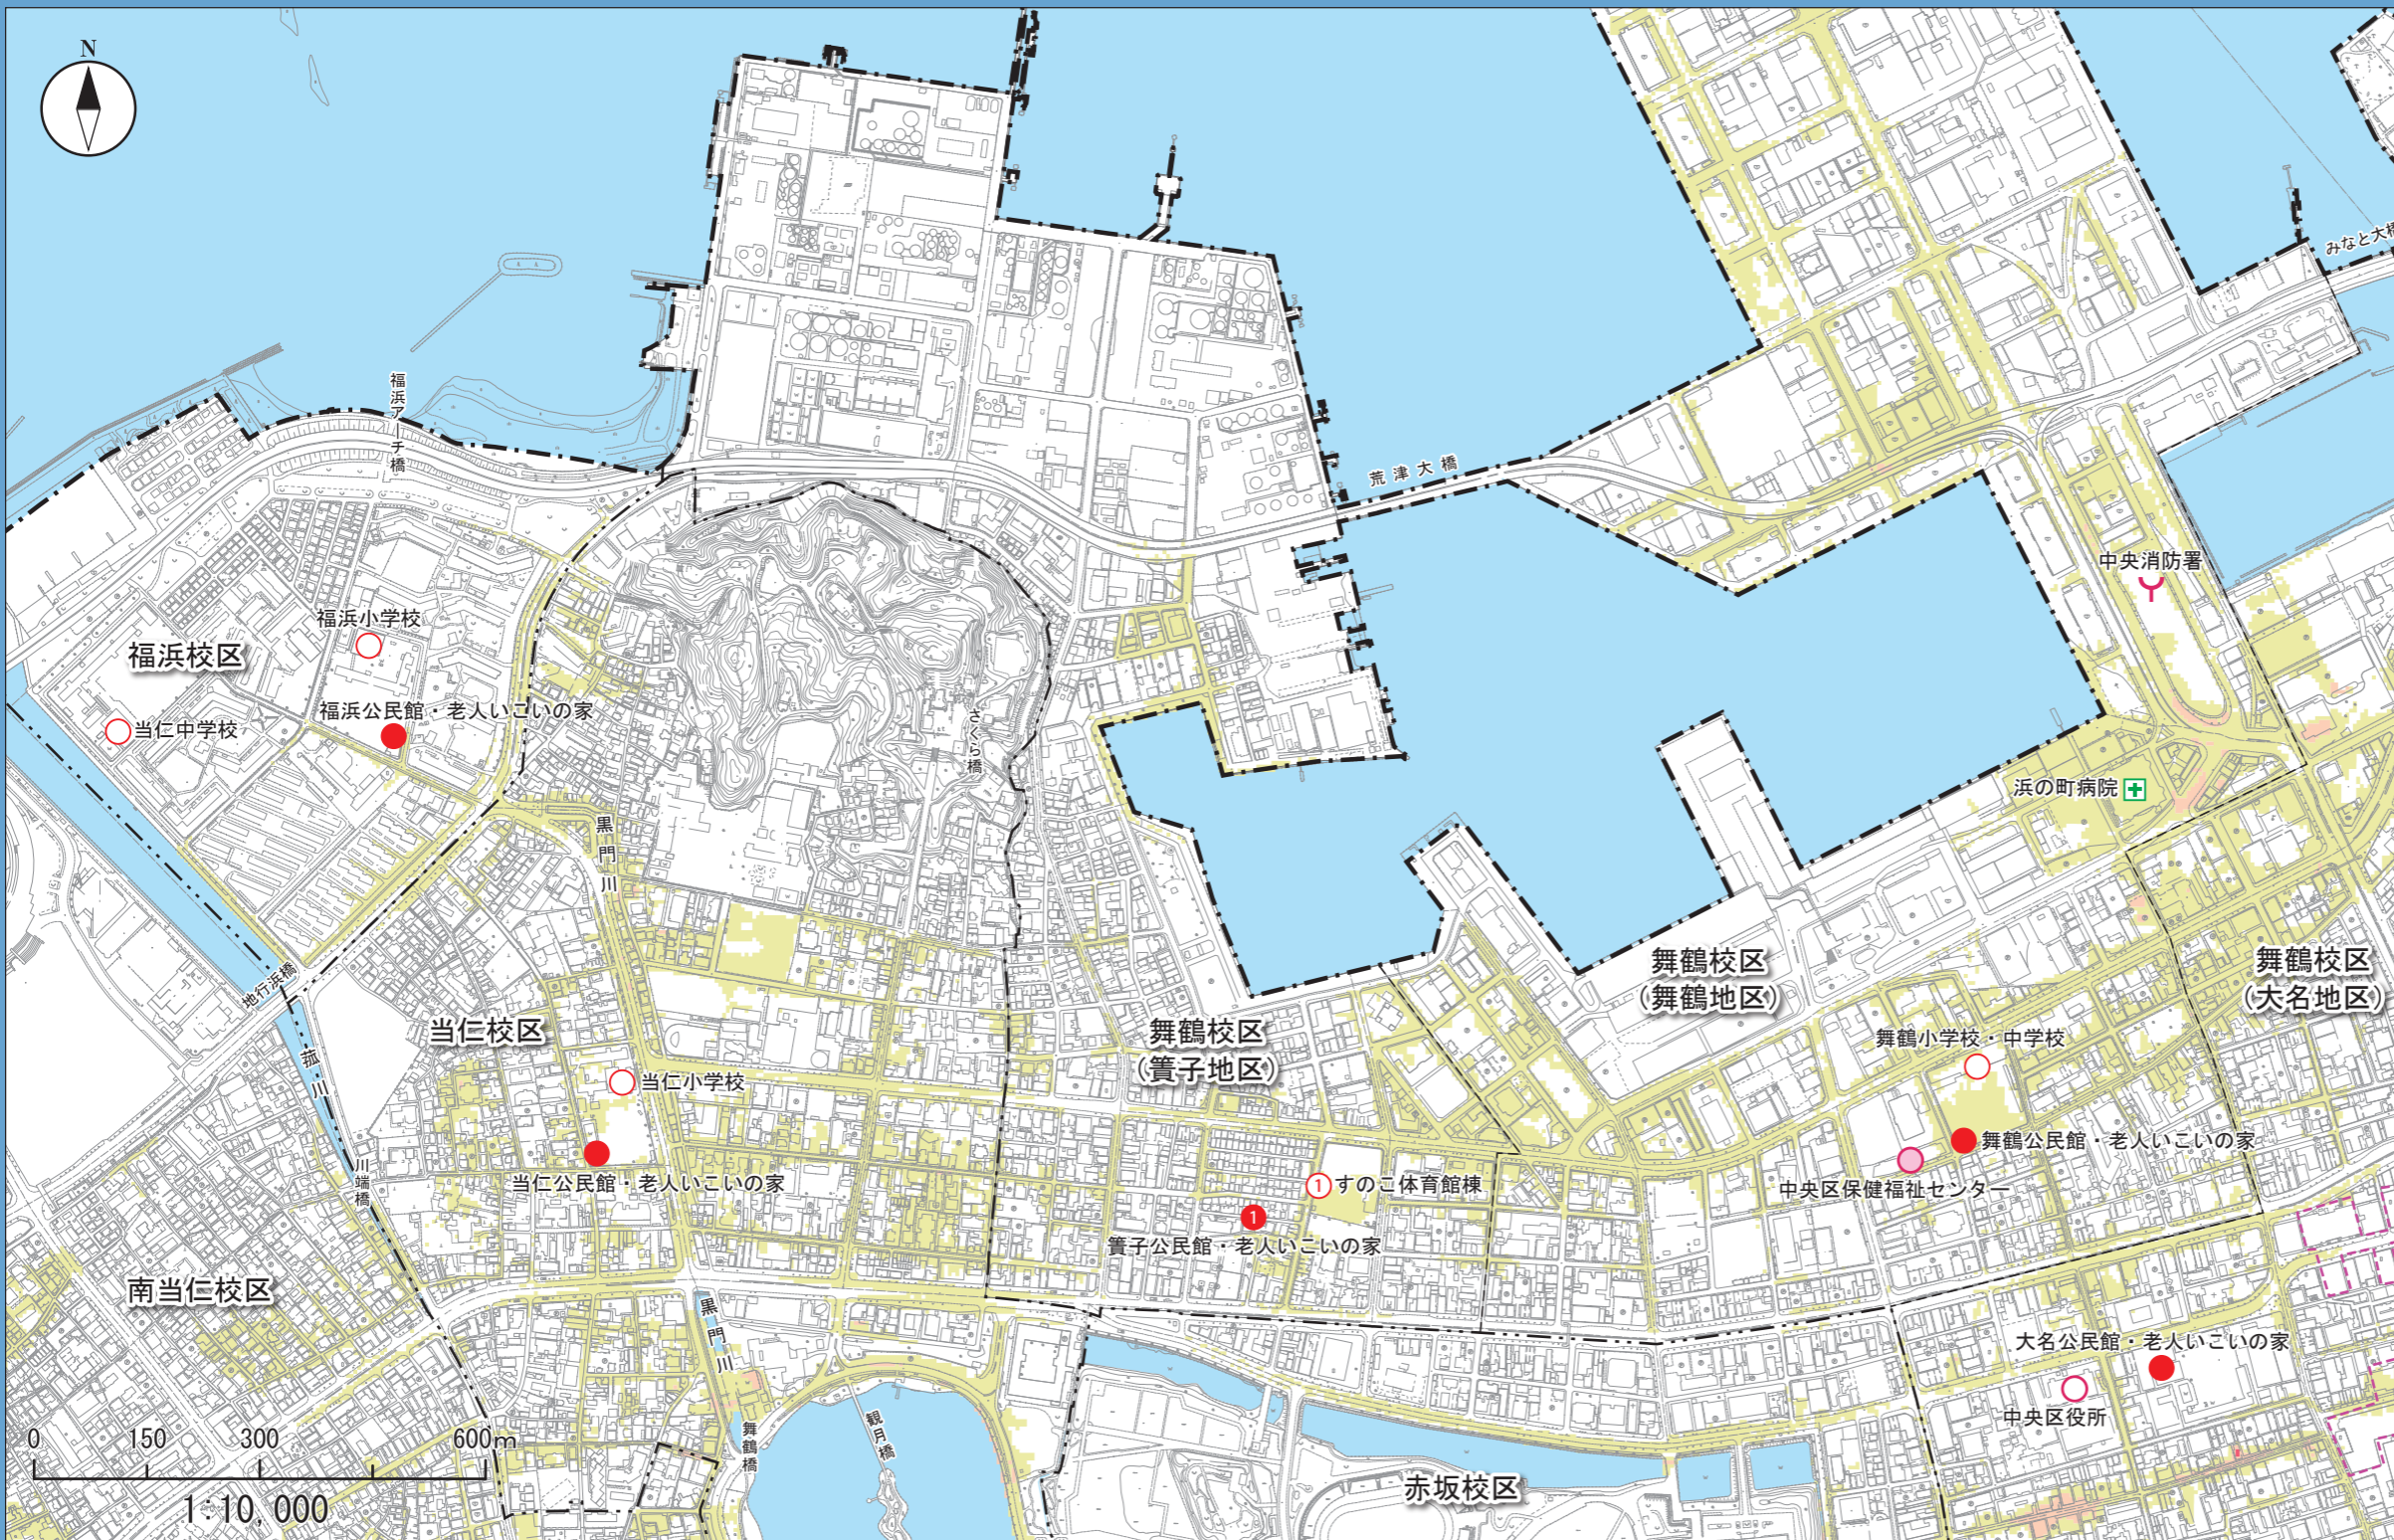 N
みなと大橋
福浜アーチ橋
荒津大橋
中央消防署
福浜小学校
福浜校区
福浜公民館・老人いこいの家
当仁中学校
さくら橋
浜の町病院
黒門川
地行浜橋
舞鶴校区
（舞鶴地区）
舞鶴校区
（大名地区）
当仁校区
舞鶴校区
（簀子地区）
舞鶴小学校・中学校
菰川
当仁小学校
舞鶴公民館・老人いこいの家
川端橋
当仁公民館・老人いこいの家
1 すのこ体育館棟
中央区保健福祉センター
1
簀子公民館・老人いこいの家
南当仁校区
黒門川
大名公民館・老人いこいの家
中央区役所
舞鶴橋
観月橋
0 150 300 600m
1:10,000
赤坂校区